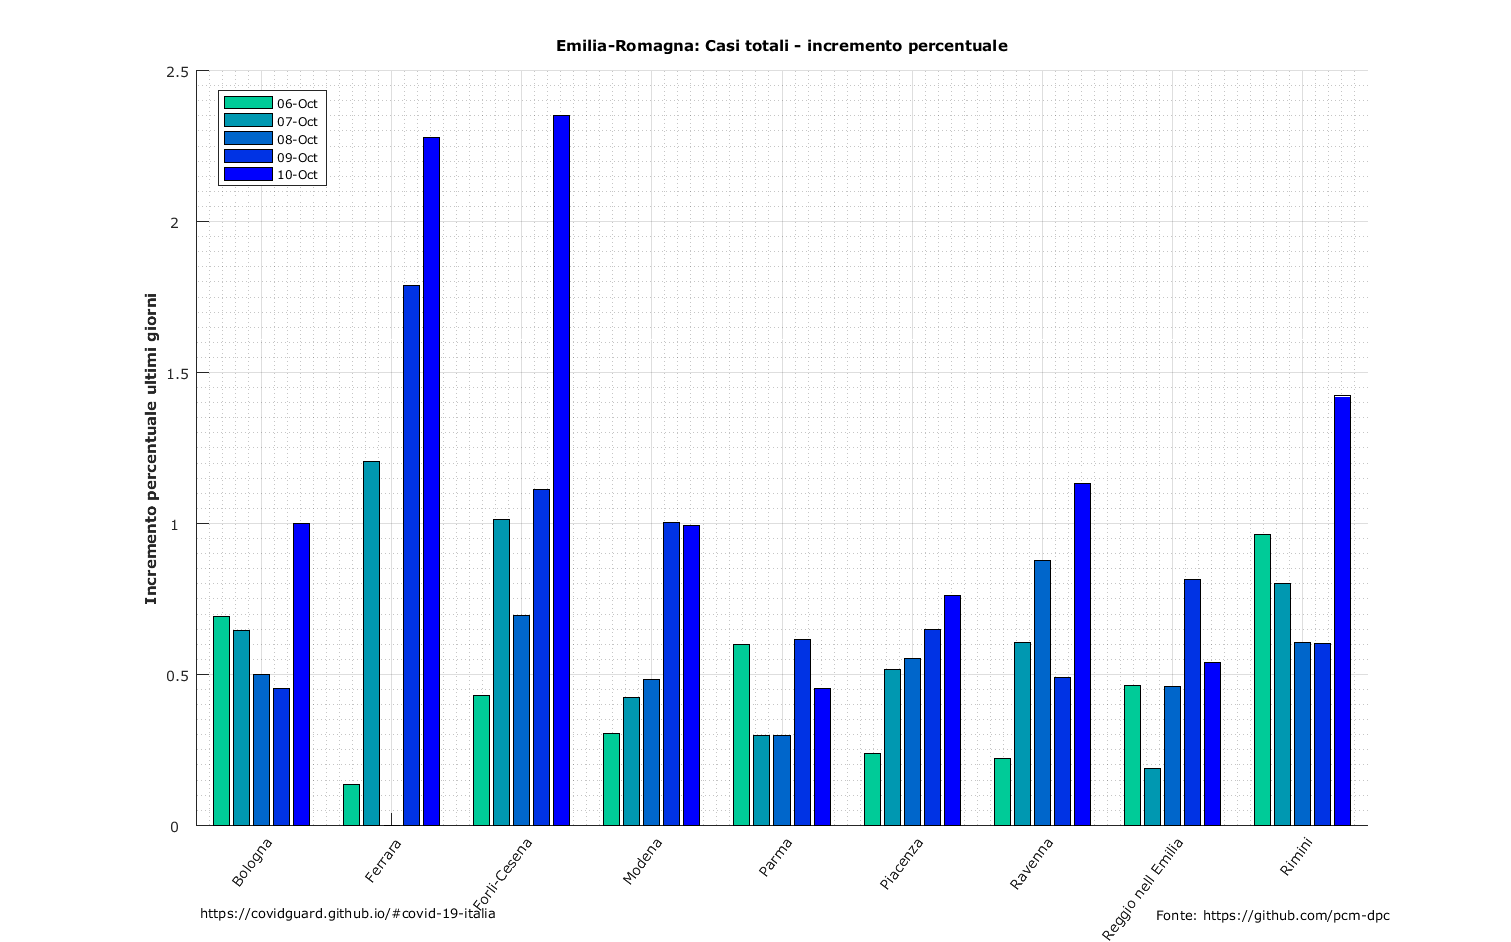 Emilia-Romagna: Casi totali - incremento percentuale
2.5
2
1.5
1
0.5
0
Incremento percentuale ultimi giorni
06-Oct
07-Oct
08-Oct
09-Oct
10-Oct
Bologna
Ferrara
Forlì-Cesena
Modena
Parma
Piacenza
Ravenna
Reggio nell Emilia
Rimini
https://covidguard.github.io/#covid-19-italia
Fonte: https://github.com/pcm-dpc